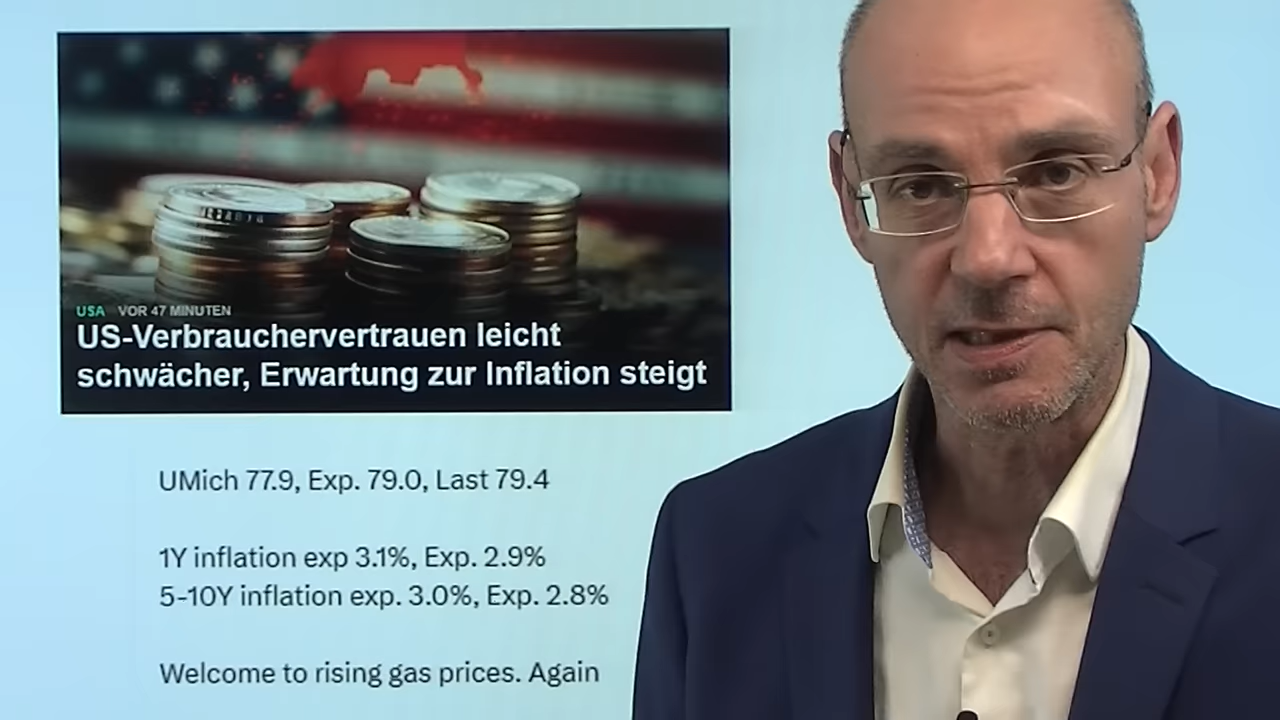 USA VOR 47 MINUTEN
US-Verbrauchervertrauen leicht
schwächer, Erwartung zur Inflation steigt
UMich 77.9, Exp. 79.0, Last 79.4
1Y inflation exp 3.1%, Exp. 2.9%
5-10Y inflation exp. 3.0%, Exp. 2.8%
Welcome to rising gas prices. Again